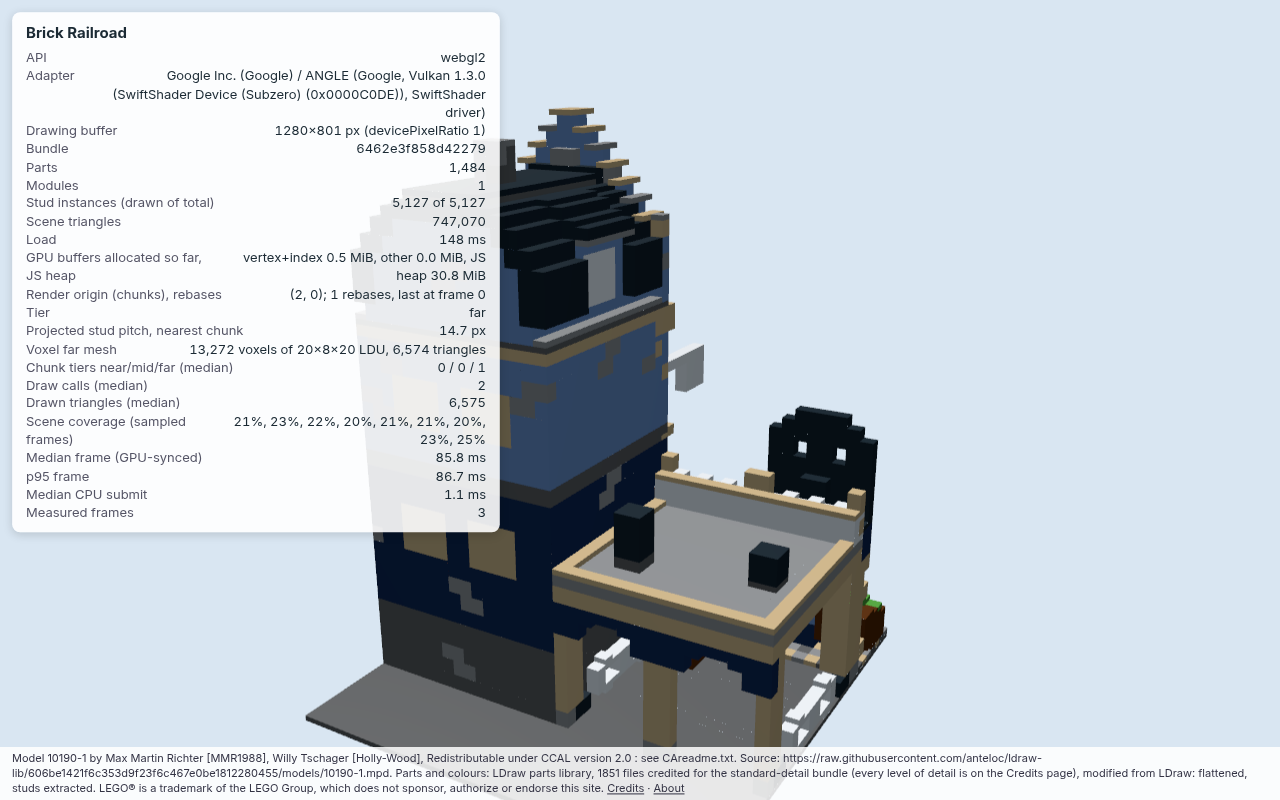 Brick Railroad
API webgl2
Adapter Google Inc. (Google) / ANGLE (Google, Vulkan 1.3.0
(SwiftShader Device (Subzero) (0x0000C0DE)), SwiftShader
driver)
Drawing buffer 1280×801 px (devicePixelRatio 1)
Bundle 6462e3f858d42279
Parts 1,484
Modules 1
Stud instances (drawn of total) 5,127 of 5,127
Scene triangles 747,070
Load 148 ms
GPU buffers allocated so far, vertex+index 0.5 MiB, other 0.0 MiB, JS
JS heap heap 30.8 MiB
Render origin (chunks), rebases (2, 0); 1 rebases, last at frame 0
Tier far
Projected stud pitch, nearest chunk 14.7 px
Voxel far mesh 13,272 voxels of 20×8×20 LDU, 6,574 triangles
Chunk tiers near/mid/far (median) 0 / 0 / 1
Draw calls (median) 2
Drawn triangles (median) 6,575
Scene coverage (sampled 21%, 23%, 22%, 20%, 21%, 21%, 20%,
frames) 23%, 25%
Median frame (GPU-synced) 85.8 ms
p95 frame 86.7 ms
Median CPU submit 1.1 ms
Measured frames 3
Model 10190-1 by Max Martin Richter [MMR1988], Willy Tschager [Holly-Wood], Redistributable under CCAL version 2.0 : see CAreadme.txt. Source: https://raw.githubusercontent.com/anteloc/ldraw-
lib/606be1421f6c353d9f23f6c467e0be1812280455/models/10190-1.mpd. Parts and colours: LDraw parts library, 1851 files credited for the standard-detail bundle (every level of detail is on the Credits page), modified from LDraw: flattened,
studs extracted. LEGO® is a trademark of the LEGO Group, which does not sponsor, authorize or endorse this site. Credits · About